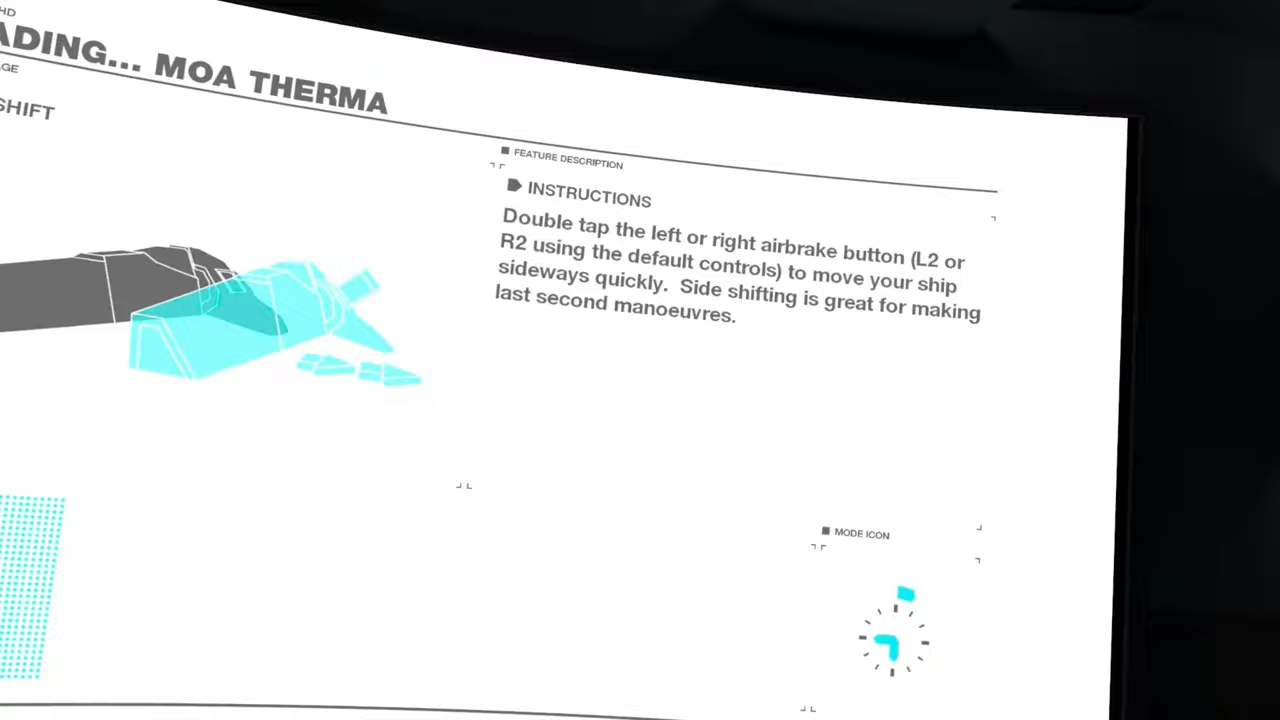 HD
ADING... MOA THERMA
AGE
SHIFT
FEATURE DESCRIPTION
INSTRUCTIONS
Double tap the left or right airbrake button (L2 or
R2 using the default controls) to move your ship
sideways quickly.  Side shifting is great for making
last second manoeuvres.
MODE ICON